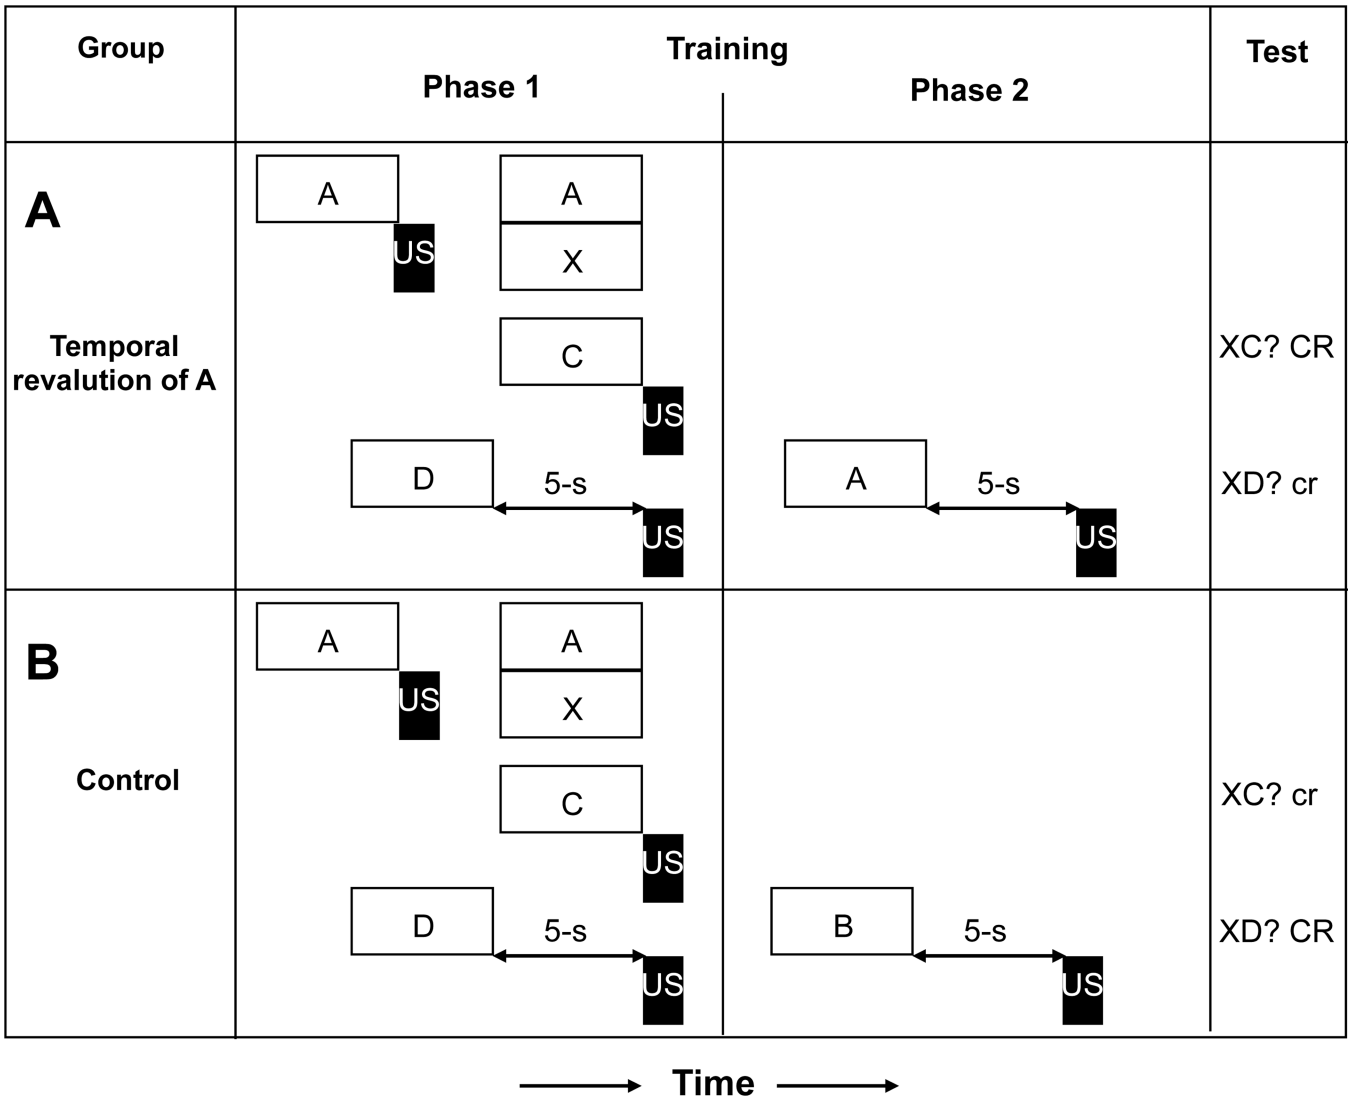 Group
Training
Test
Phase 1
Phase 2
A
Temporal
revalution of A
A
US
A
X
C
US
D
5-s
US
A
5-s
US
XC? CR
XD? cr
B
Control
A
US
A
X
C
US
D
5-s
US
B
5-s
US
XC? cr
XD? CR
Time